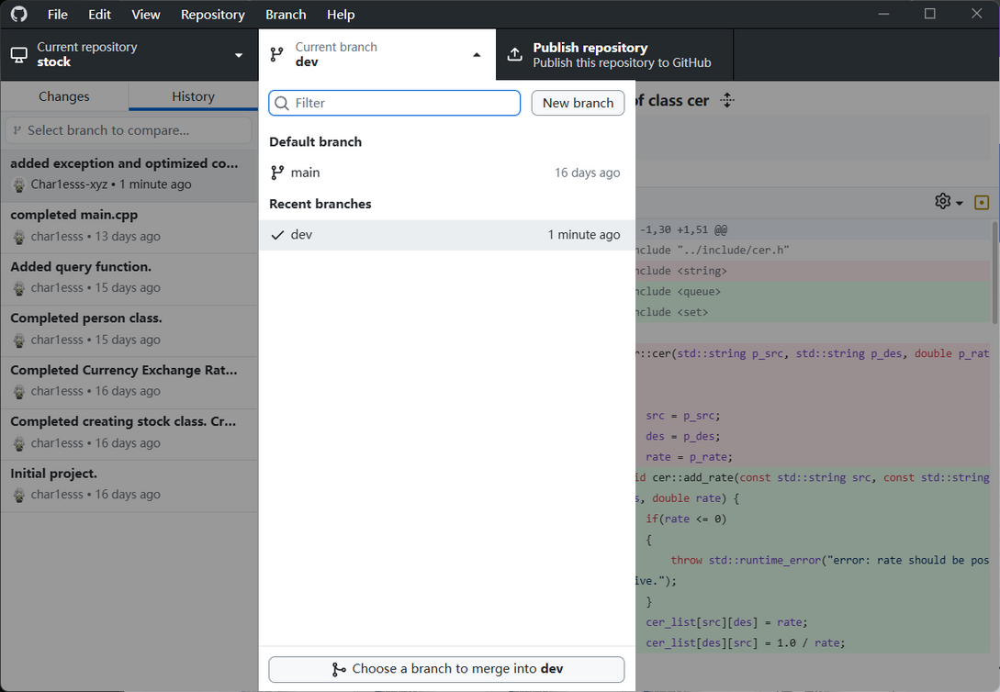 File Edit View Repository Branch Help
Current repository
stock
Current branch
dev
Publish repository
Publish this repository to GitHub
Changes History
Select branch to compare...
added exception and optimized co...
Char1esss-xyz • 1 minute ago
completed main.cpp
char1esss • 13 days ago
Added query function.
char1esss • 15 days ago
Completed person class.
char1esss • 15 days ago
Completed Currency Exchange Rat...
char1esss • 16 days ago
Completed creating stock class. Cr...
char1esss • 16 days ago
Initial project.
char1esss • 16 days ago
Filter
New branch
Default branch
main 16 days ago
Recent branches
dev 1 minute ago
Choose a branch to merge into dev
of class cer
-1,30 +1,51 @@
nclude "../include/cer.h"
nclude <string>
nclude <queue>
nclude <set>
r::cer(std::string p_src, std::string p_des, double p_rat
src = p_src;
des = p_des;
rate = p_rate;
id cer::add_rate(const std::string src, const std::string
s, double rate) {
if(rate <= 0)
{
throw std::runtime_error("error: rate should be pos
ive.");
}
cer_list[src][des] = rate;
cer_list[des][src] = 1.0 / rate;